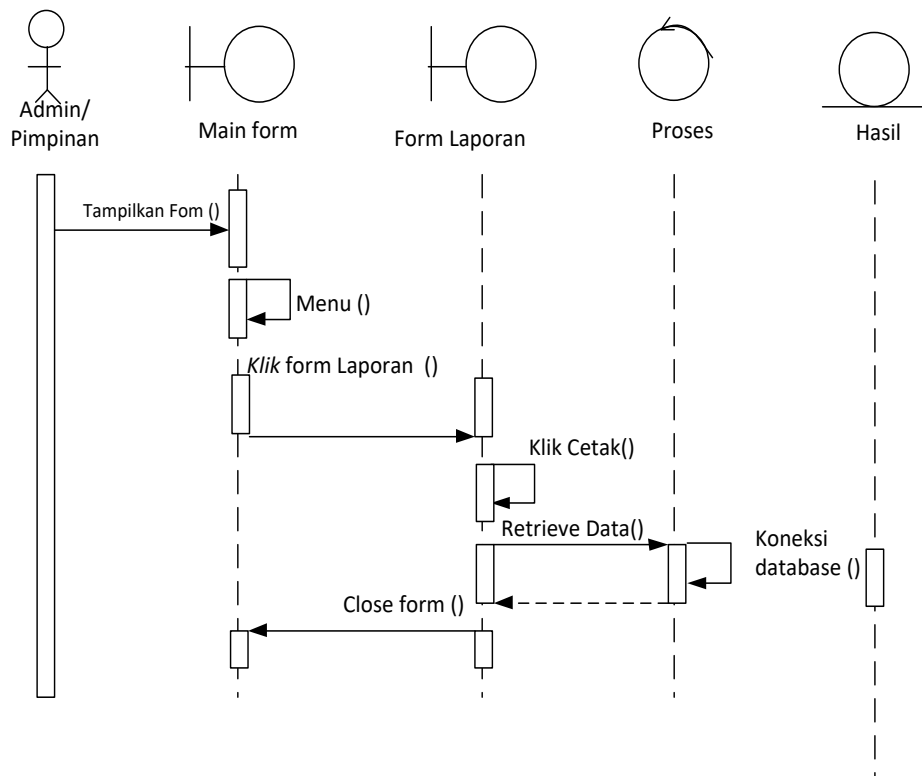 Admin/
Pimpinan
Main form
Form Laporan
Proses
Hasil
Tampilkan Fom ()
Menu ()
Klik form Laporan ()
Klik Cetak()
Retrieve Data()
Koneksi
database ()
Close form ()